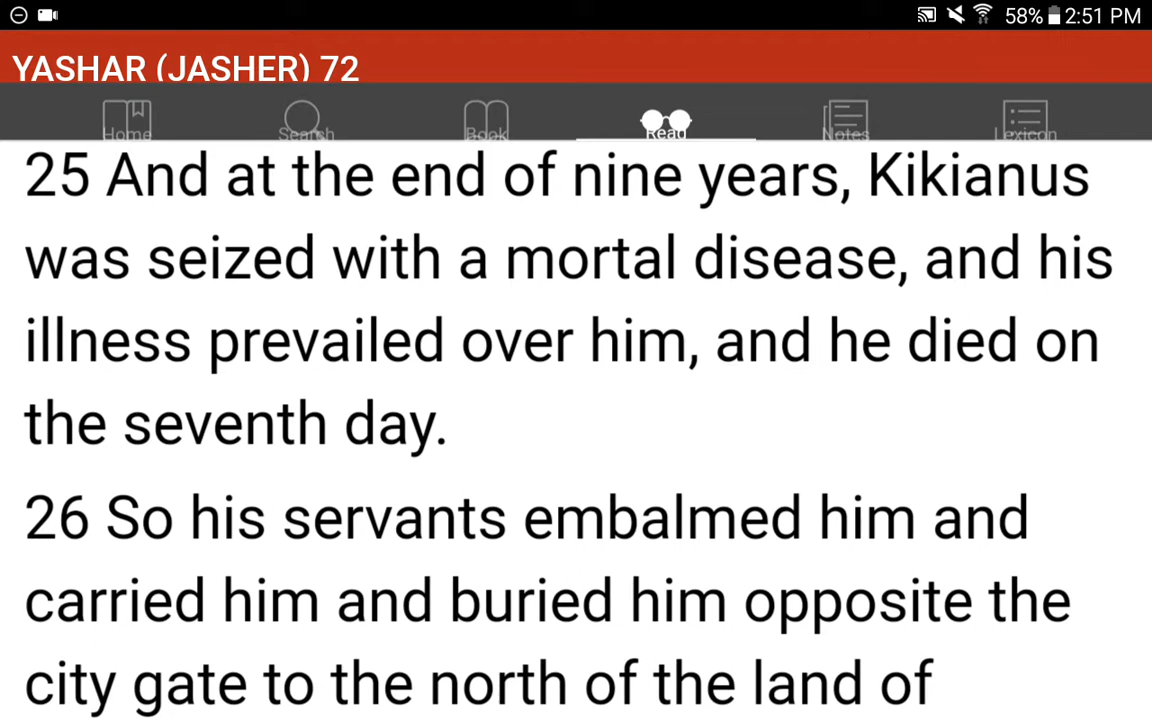 58% 2:51 PM
YASHAR (JASHER) 72
Home Search Book Read Notes Lexicon
25 And at the end of nine years, Kikianus
was seized with a mortal disease, and his
illness prevailed over him, and he died on
the seventh day.
26 So his servants embalmed him and
carried him and buried him opposite the
city gate to the north of the land of